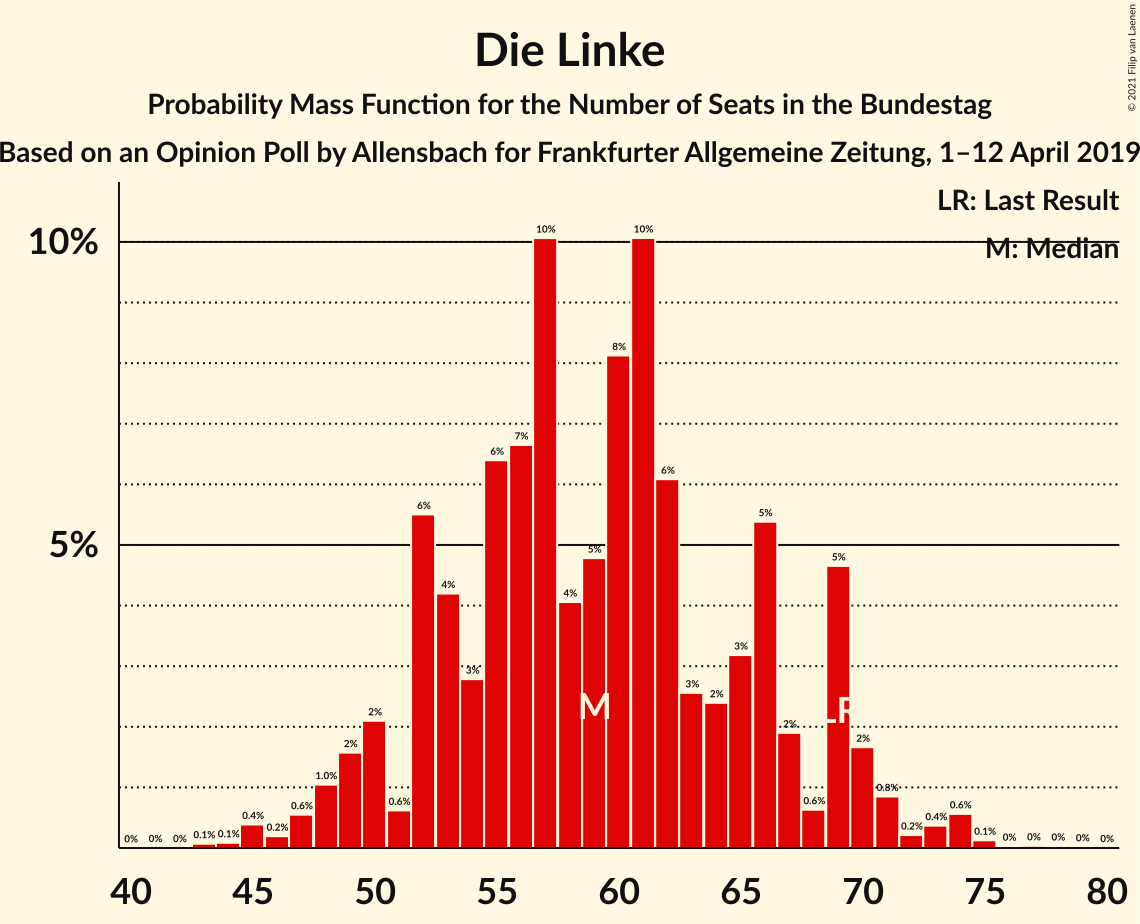 © 2021 Filip van Laenen
Die Linke
Probability Mass Function for the Number of Seats in the Bundestag
Based on an Opinion Poll by Allensbach for Frankfurter Allgemeine Zeitung, 1–12 April 2019
LR: Last Result
M: Median
10%
5%
0% 0% 0% 0.1% 0.1% 0.4% 0.2% 0.6% 1.0% 2% 2% 0.6% 6% 4% 3% 6% 7% 10% 4% 5% 8% 10% 6% 3% 2% 3% 5% 2% 0.6% 5% 2% 0.8% 0.2% 0.4% 0.6% 0.1% 0% 0% 0% 0% 0%
M LR
40 45 50 55 60 65 70 75 80